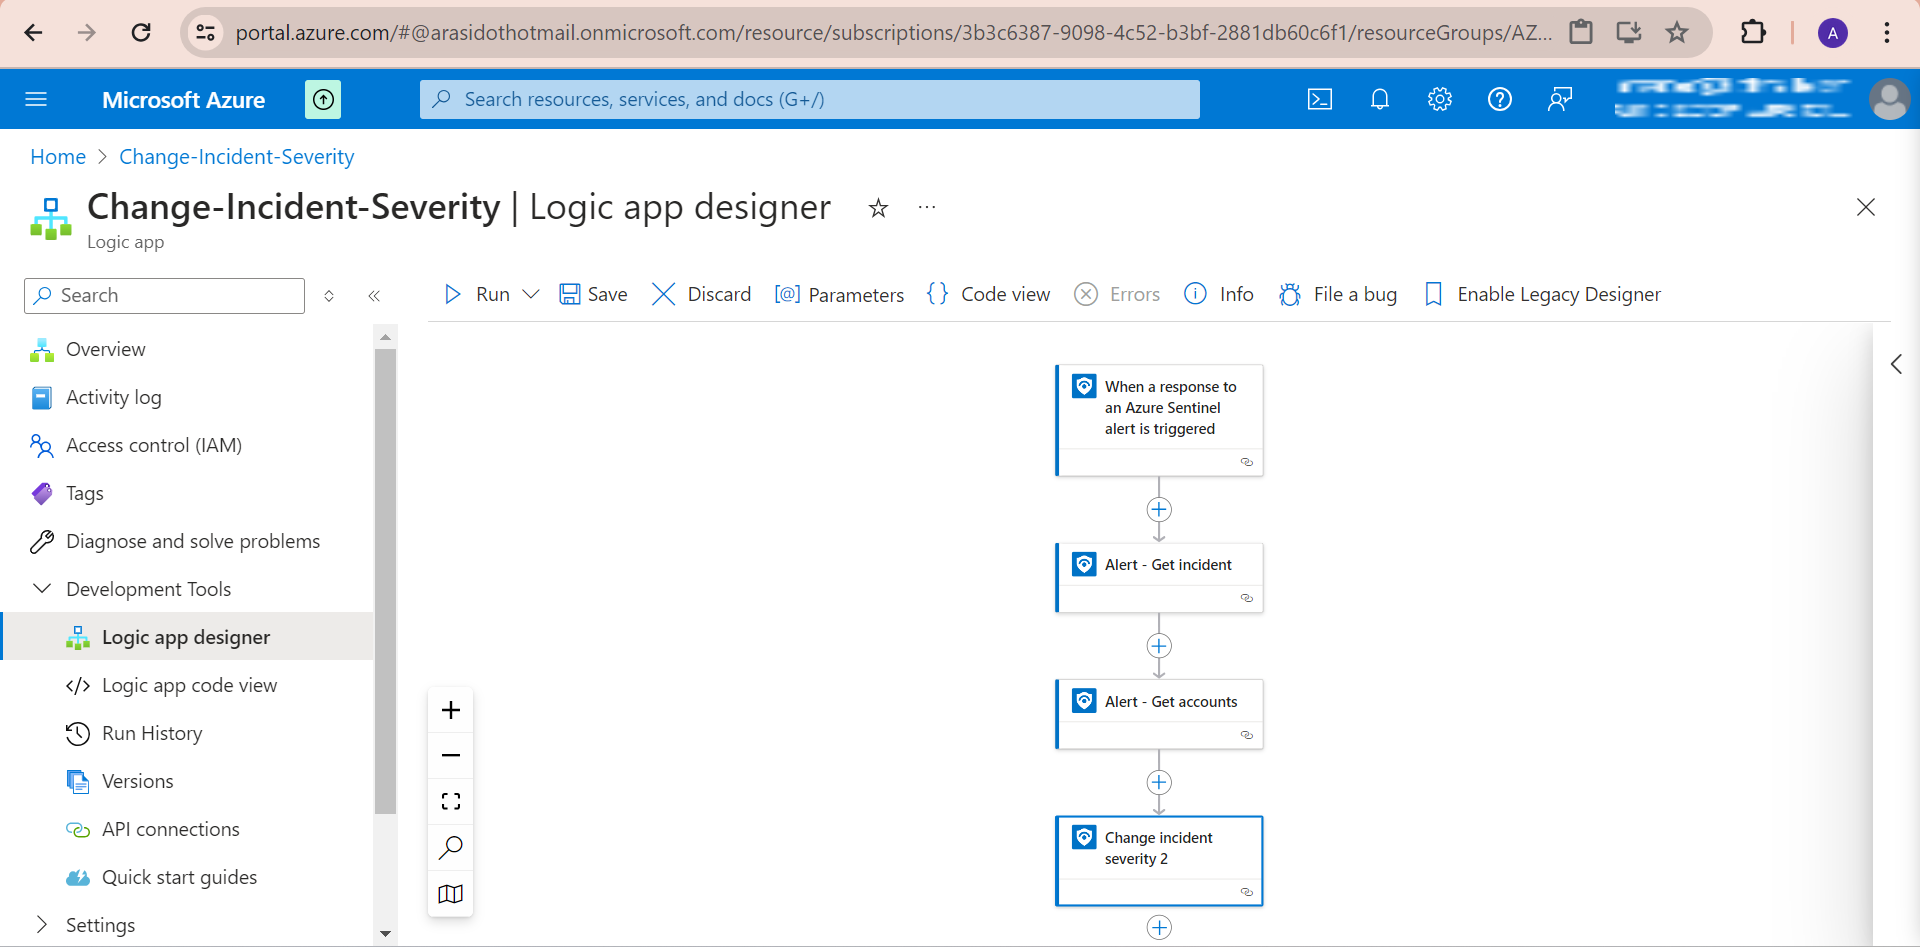 portal.azure.com/#@arasidothotmail.onmicrosoft.com/resource/subscriptions/3b3c6387-9098-4c52-b3bf-2881db60c6f1/resourceGroups/AZ...
A
Microsoft Azure
Search resources, services, and docs (G+/)
Home > Change-Incident-Severity
Change-Incident-Severity | Logic app designer
Logic app
Search
Run Save Discard [@] Parameters {} Code view Errors Info File a bug Enable Legacy Designer
Overview
Activity log
Access control (IAM)
Tags
Diagnose and solve problems
Development Tools
Logic app designer
</> Logic app code view
Run History
Versions
API connections
Quick start guides
Settings
When a response to
an Azure Sentinel
alert is triggered
Alert - Get incident
Alert - Get accounts
Change incident
severity 2